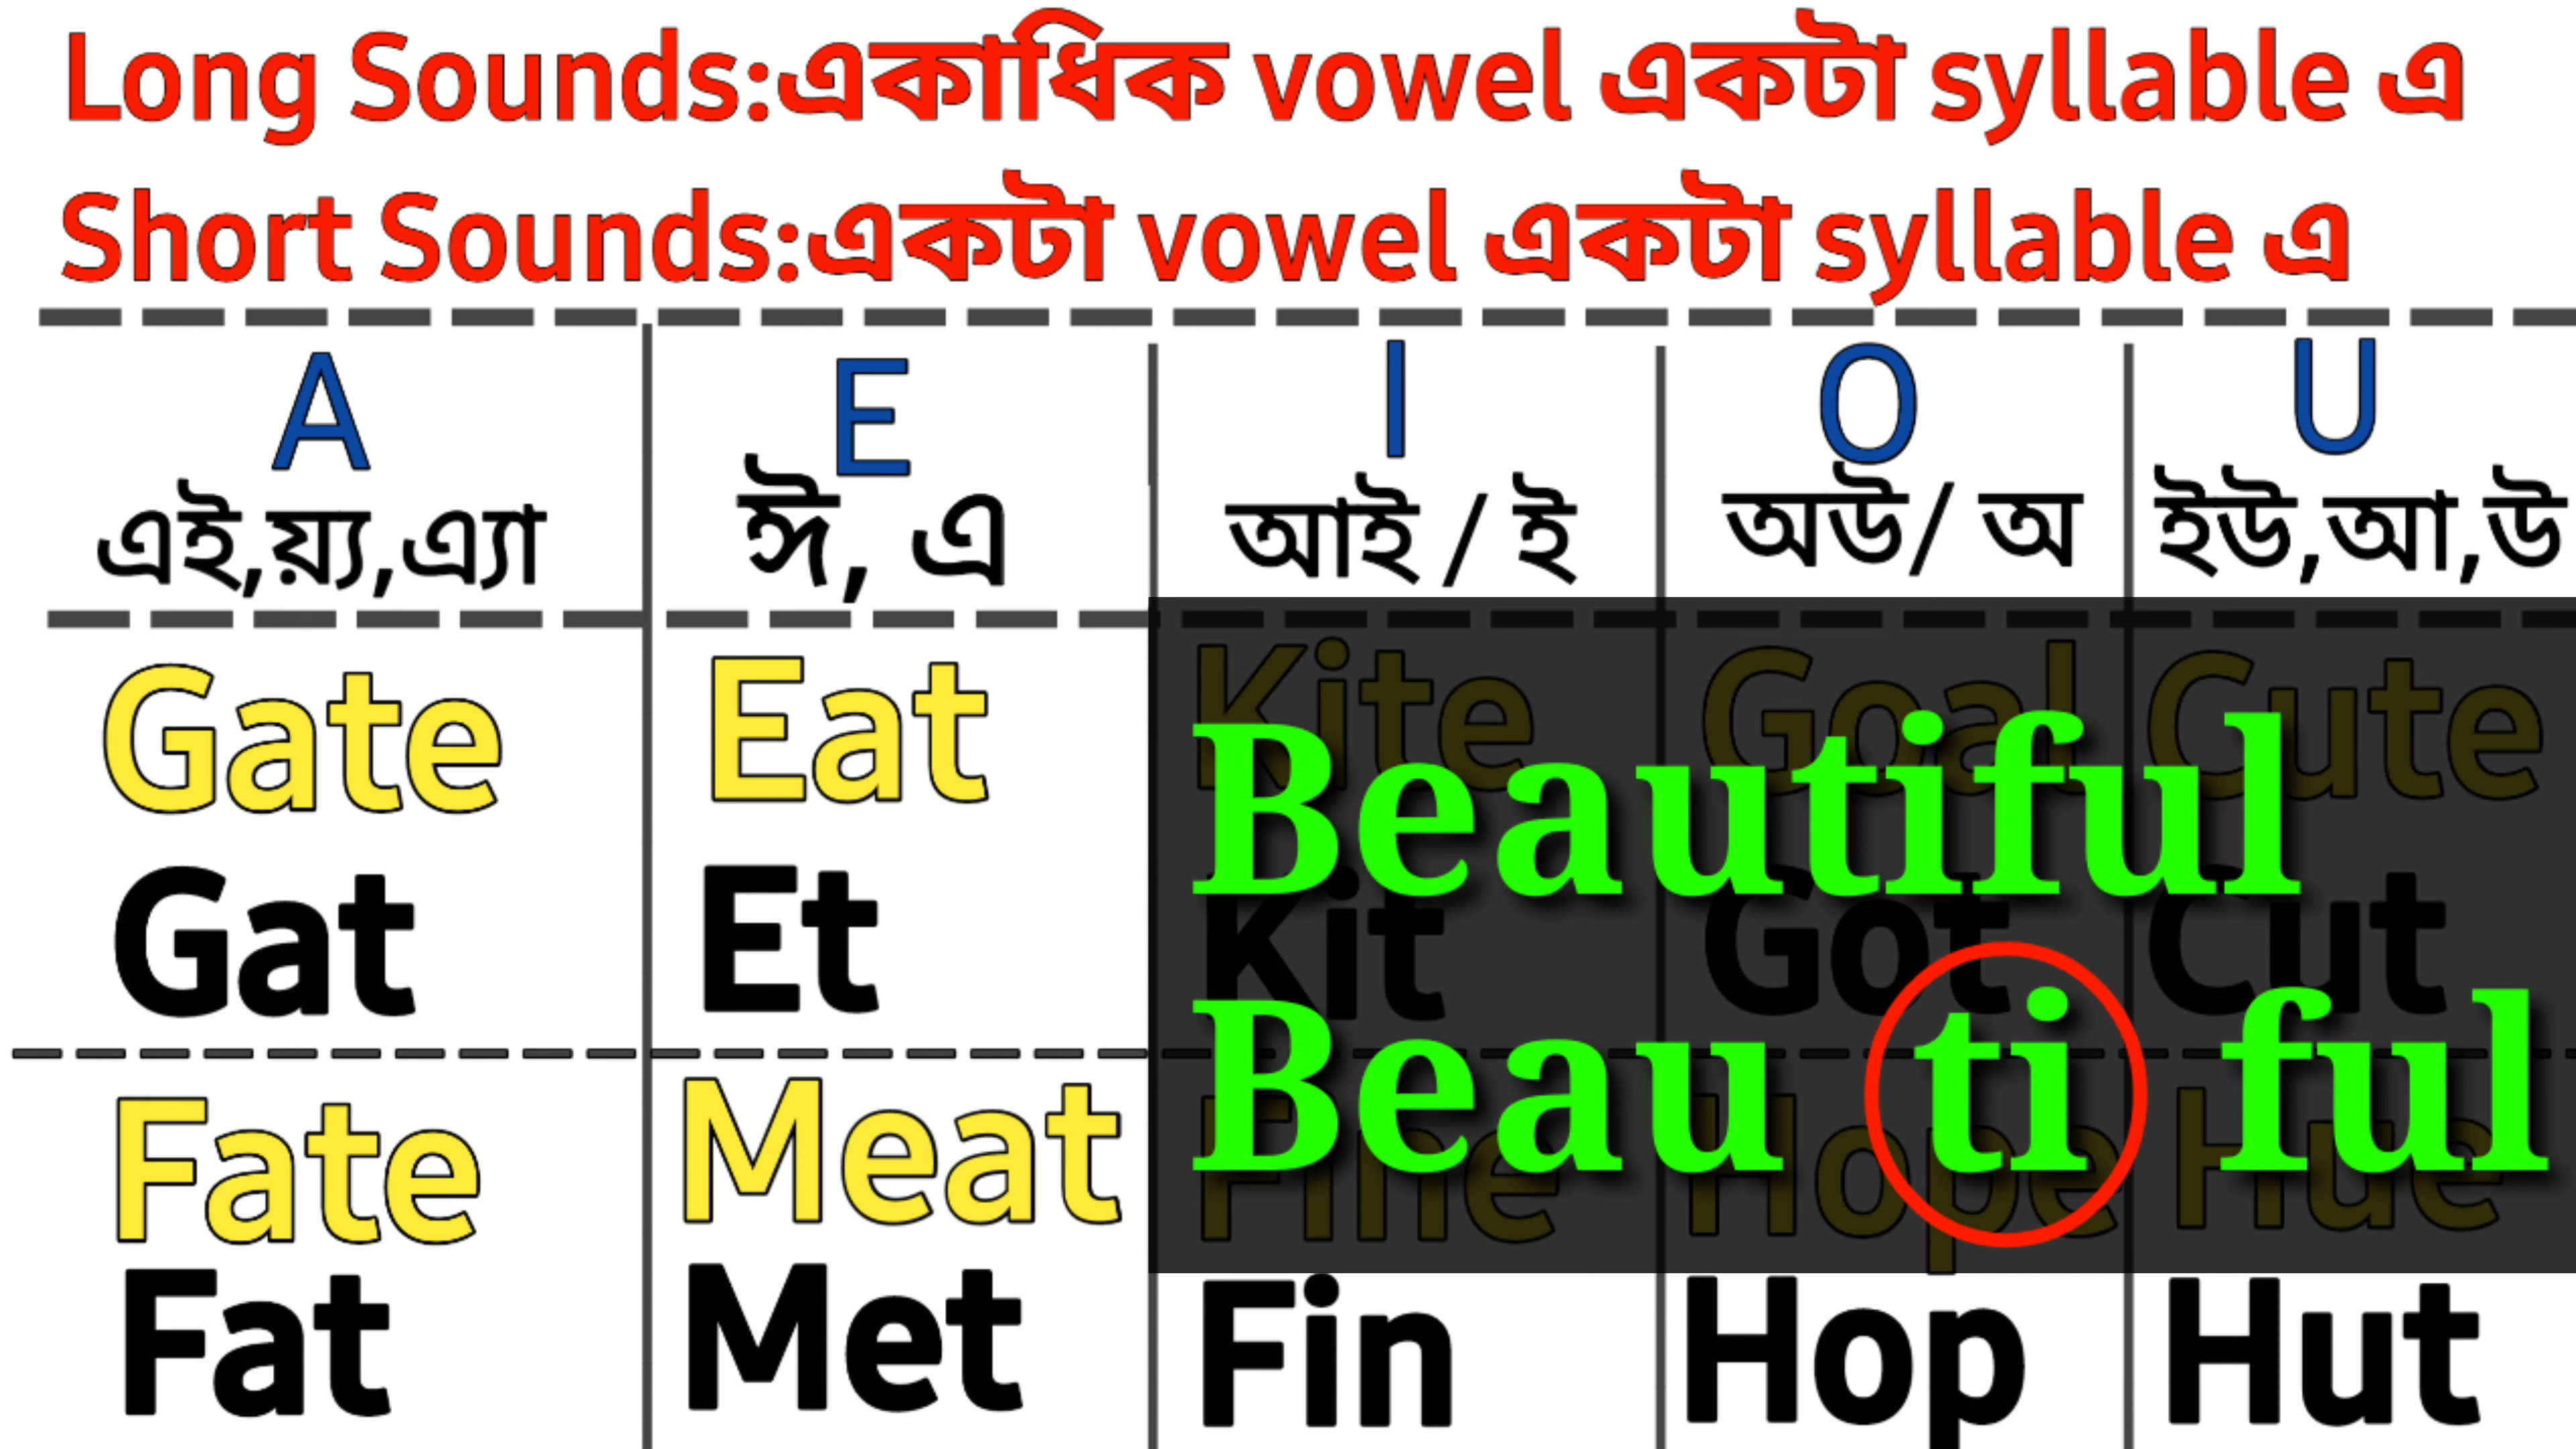 Long Sounds:একাধিক vowel একটা syllable এ
Short Sounds:একটা vowel একটা syllable এ
A E I O U
এই,য়্য,এ্যা ঈ, এ আই / ই অউ/ অ ইউ,আ,উ
Gate Eat Kite Goal Cute
Beautiful
Gat Et Kit Got Cut
Beau ti ful
Fate Meat Fine Hope Hue
Fat Met Fin Hop Hut